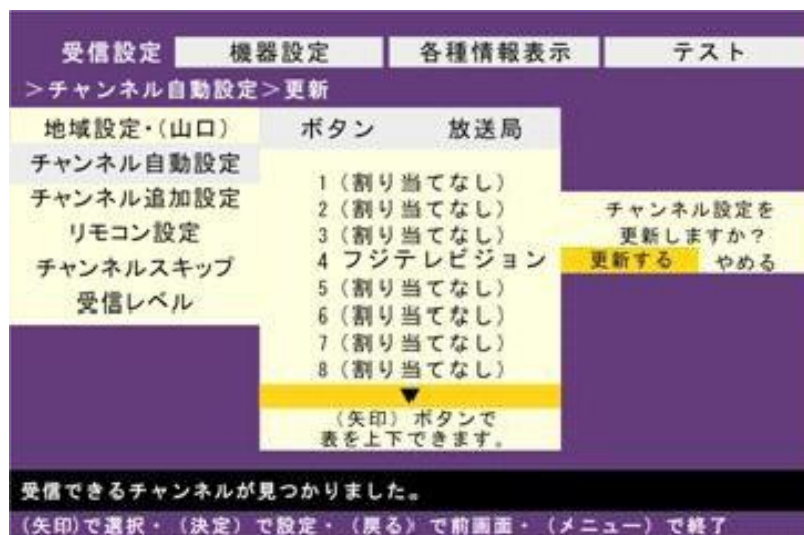 受信設定 機器設定 各種情報表示 テスト
＞チャンネル自動設定＞更新
地域設定・(山口)
チャンネル自動設定
チャンネル追加設定
リモコン設定
チャンネルスキップ
受信レベル
ボタン 放送局
1（割り当てなし）
2（割り当てなし）
3（割り当てなし）
4 フジテレビジョン
5（割り当てなし）
6（割り当てなし）
7（割り当てなし）
8（割り当てなし）
▼
（矢印）ボタンで
表を上下できます。
チャンネル設定を
更新しますか？
更新する やめる
受信できるチャンネルが見つかりました。
(矢印)で選択・（決定）で設定・（戻る）で前画面・（メニュー）で終了